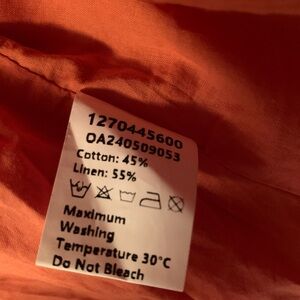 1270445600
OA240509053
Cotton: 45%
Linen: 55%
Maximum
Washing
Temperature 30°C
Do Not Bleach